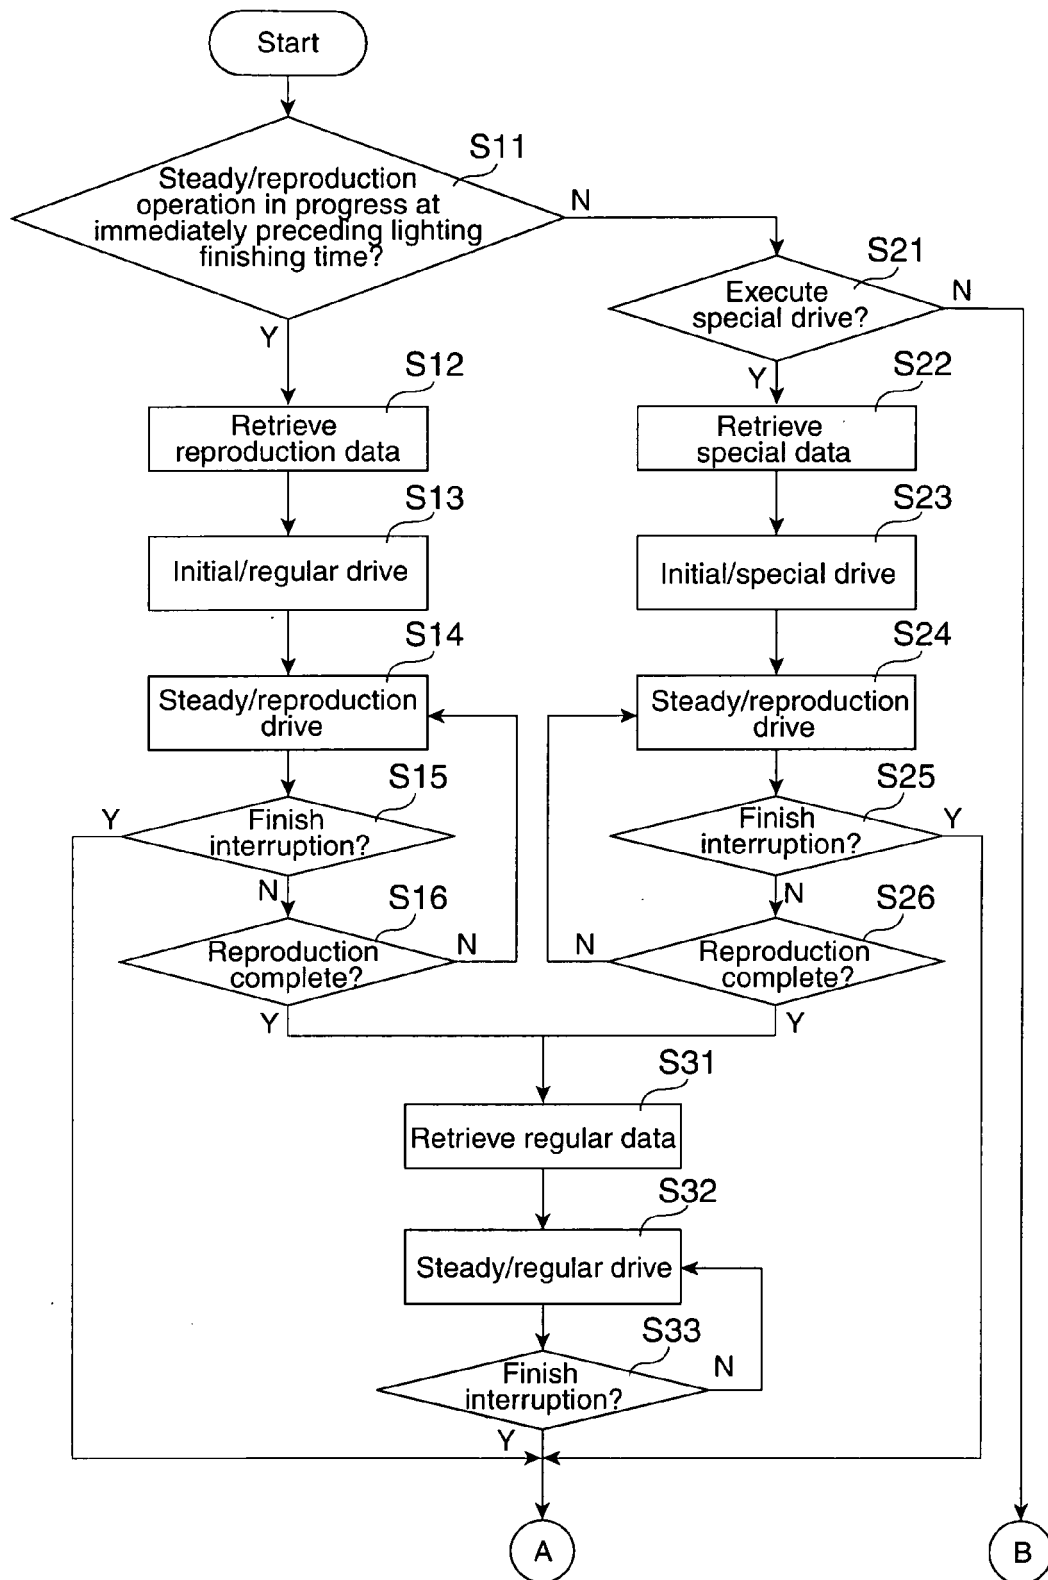 Start
S11
Steady/reproduction
operation in progress at
immediately preceding lighting
finishing time?
N
Y
S21
Execute
special drive?
N
Y
S12
Retrieve
reproduction data
S22
Retrieve
special data
S13
Initial/regular drive
S23
Initial/special drive
S14
Steady/reproduction
drive
S24
Steady/reproduction
drive
S15
Finish
interruption?
Y
N
S25
Finish
interruption?
Y
N
S16
Reproduction
complete?
N
Y
S26
Reproduction
complete?
N
Y
S31
Retrieve regular data
S32
Steady/regular drive
S33
Finish
interruption?
N
Y
A
B